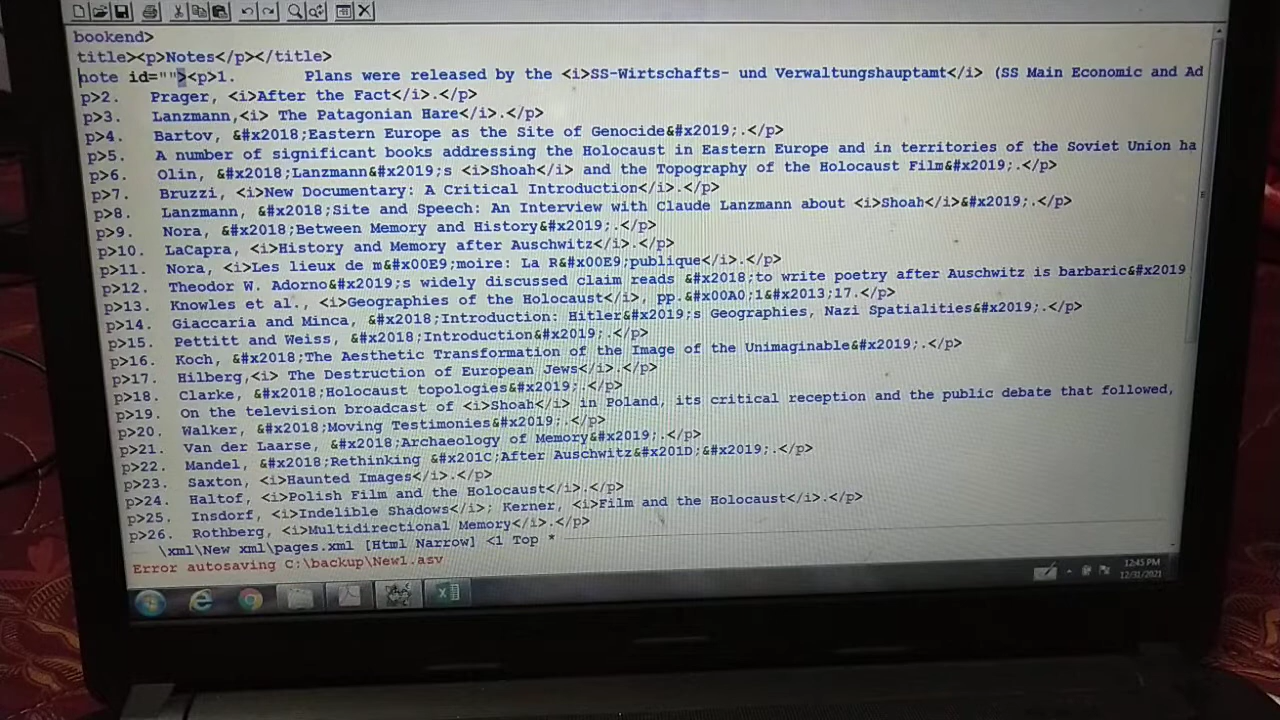 bookend>
title><p>Notes</p></title>
note id=""><p>1. Plans were released by the <i>SS-Wirtschafts- und Verwaltungshauptamt</i> (SS Main Economic and Ad
p>2. Prager, <i>After the Fact</i>.</p>
p>3. Lanzmann,<i> The Patagonian Hare</i>.</p>
p>4. Bartov, &#x2018;Eastern Europe as the Site of Genocide&#x2019;.</p>
p>5. A number of significant books addressing the Holocaust in Eastern Europe and in territories of the Soviet Union ha
p>6. Olin, &#x2018;Lanzmann&#x2019;s <i>Shoah</i> and the Topography of the Holocaust Film&#x2019;.</p>
p>7. Bruzzi, <i>New Documentary: A Critical Introduction</i>.</p>
p>8. Lanzmann, &#x2018;Site and Speech: An Interview with Claude Lanzmann about <i>Shoah</i>&#x2019;.</p>
p>9. Nora, &#x2018;Between Memory and History&#x2019;.</p>
p>10. LaCapra, <i>History and Memory after Auschwitz</i>.</p>
p>11. Nora, <i>Les lieux de m&#x00E9;moire: La R&#x00E9;publique</i>.</p>
p>12. Theodor W. Adorno&#x2019;s widely discussed claim reads &#x2018;to write poetry after Auschwitz is barbaric&#x2019
p>13. Knowles et al., <i>Geographies of the Holocaust</i>, pp.&#x00A0;1&#x2013;17.</p>
p>14. Giaccaria and Minca, &#x2018;Introduction: Hitler&#x2019;s Geographies, Nazi Spatialities&#x2019;.</p>
p>15. Pettitt and Weiss, &#x2018;Introduction&#x2019;.</p>
p>16. Koch, &#x2018;The Aesthetic Transformation of the Image of the Unimaginable&#x2019;.</p>
p>17. Hilberg,<i> The Destruction of European Jews</i>.</p>
p>18. Clarke, &#x2018;Holocaust topologies&#x2019;.</p>
p>19. On the television broadcast of <i>Shoah</i> in Poland, its critical reception and the public debate that followed,
p>20. Walker, &#x2018;Moving Testimonies&#x2019;.</p>
p>21. Van der Laarse, &#x2018;Archaeology of Memory&#x2019;.</p>
p>22. Mandel, &#x2018;Rethinking &#x201C;After Auschwitz&#x201D;&#x2019;.</p>
p>23. Saxton, <i>Haunted Images</i>.</p>
p>24. Haltof, <i>Polish Film and the Holocaust</i>.</p>
p>25. Insdorf, <i>Indelible Shadows</i>; Kerner, <i>Film and the Holocaust</i>.</p>
p>26. Rothberg, <i>Multidirectional Memory</i>.</p>
\xml\New xml\pages.xml [Html Narrow] <1 Top *
Error autosaving C:\backup\New1.asv
12:45 PM
12/31/2021